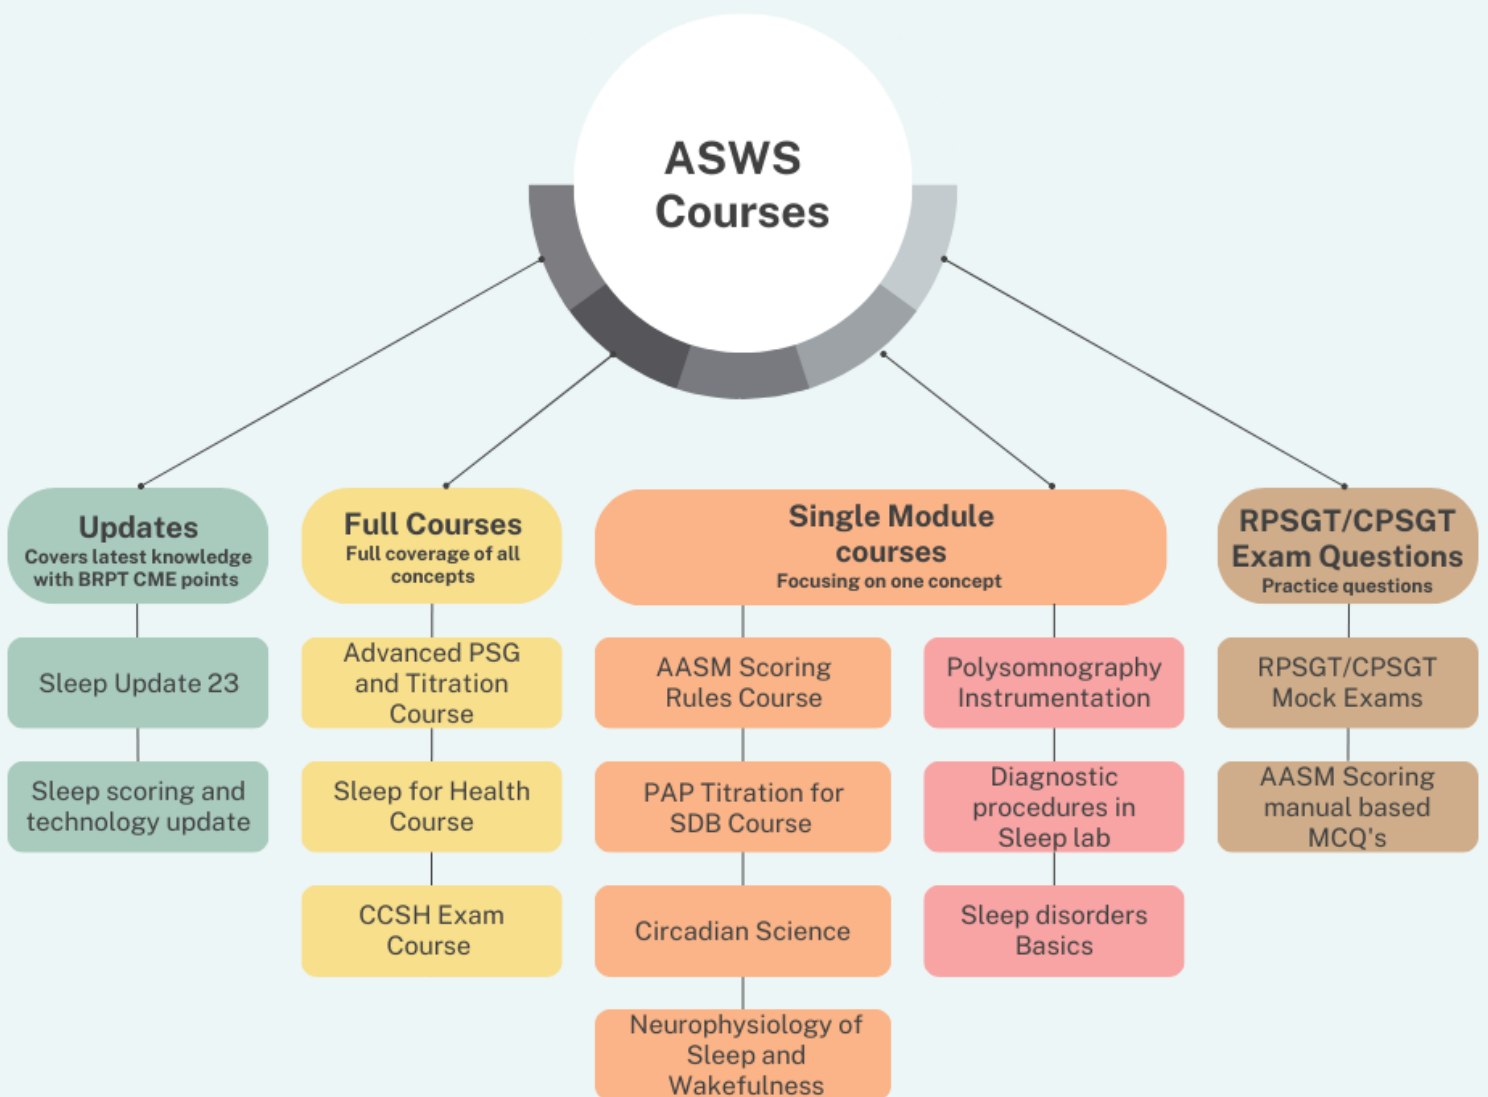 ASWS
Courses
Updates
Covers latest knowledge
with BRPT CME points
Sleep Update 23
Sleep scoring and
technology update
Full Courses
Full coverage of all
concepts
Advanced PSG
and Titration
Course
Sleep for Health
Course
CCSH Exam
Course
Single Module
courses
Focusing on one concept
AASM Scoring
Rules Course
PAP Titration for
SDB Course
Circadian Science
Neurophysiology of
Sleep and
Wakefulness
Polysomnography
Instrumentation
Diagnostic
procedures in
Sleep lab
Sleep disorders
Basics
RPSGT/CPSGT
Exam Questions
Practice questions
RPSGT/CPSGT
Mock Exams
AASM Scoring
manual based
MCQ's